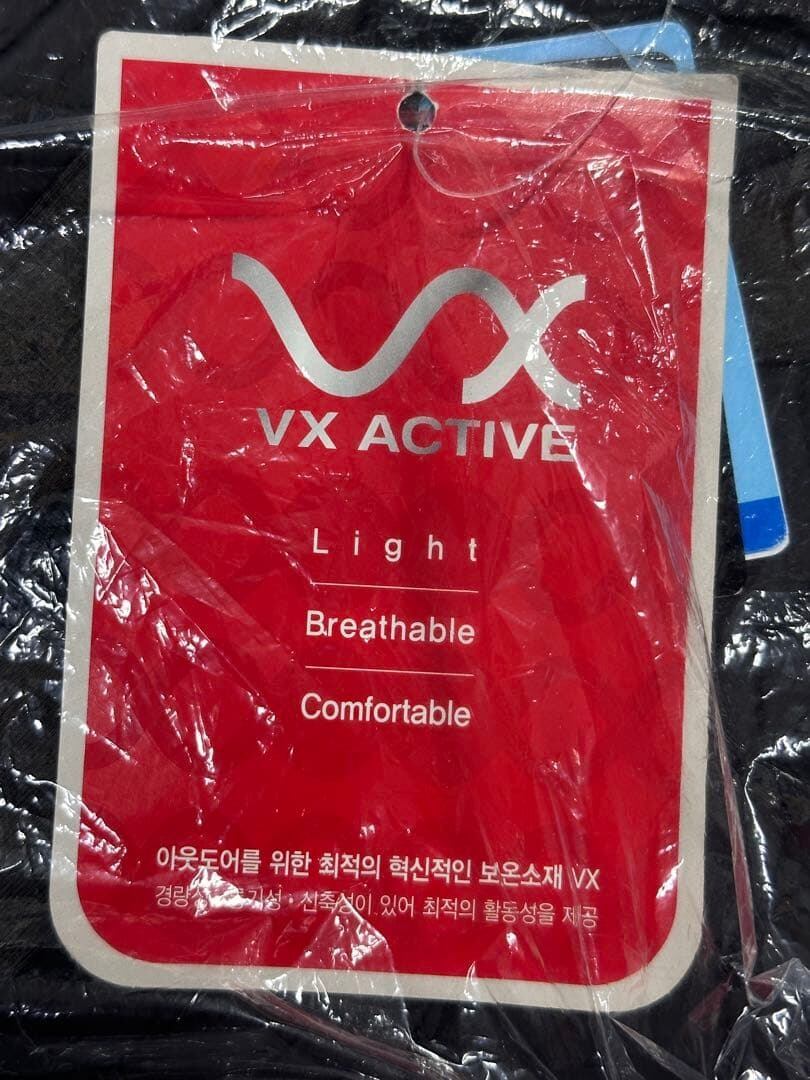 VX
VX ACTIVE
Light
Breathable
Comfortable
아웃도어를 위한 최적의 혁신적인 보온소재 VX
신축성이 있어 최적의 활동성을 제공